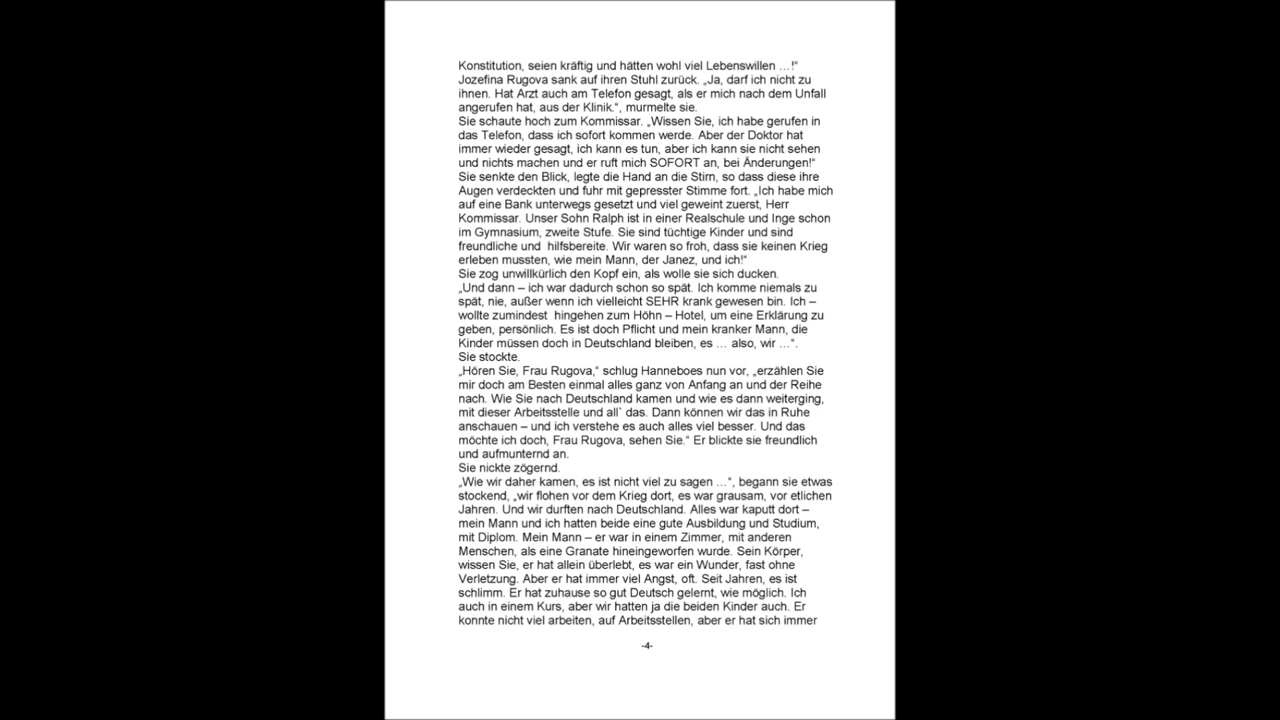 Konstitution, seien kräftig und hätten wohl viel Lebenswillen …!“
Jozefina Rugova sank auf ihren Stuhl zurück. „Ja, darf ich nicht zu
ihnen. Hat Arzt auch am Telefon gesagt, als er mich nach dem Unfall
angerufen hat, aus der Klinik.“, murmelte sie.
Sie schaute hoch zum Kommissar. „Wissen Sie, ich habe gerufen in
das Telefon, dass ich sofort kommen werde. Aber der Doktor hat
immer wieder gesagt, ich kann es tun, aber ich kann sie nicht sehen
und nichts machen und er ruft mich SOFORT an, bei Änderungen!“
Sie senkte den Blick, legte die Hand an die Stirn, so dass diese ihre
Augen verdeckten und fuhr mit gepresster Stimme fort. „Ich habe mich
auf eine Bank unterwegs gesetzt und viel geweint zuerst, Herr
Kommissar. Unser Sohn Ralph ist in einer Realschule und Inge schon
im Gymnasium, zweite Stufe. Sie sind tüchtige Kinder und sind
freundliche und  hilfsbereite. Wir waren so froh, dass sie keinen Krieg
erleben mussten, wie mein Mann, der Janez, und ich!“
Sie zog unwillkürlich den Kopf ein, als wolle sie sich ducken.
„Und dann – ich war dadurch schon so spät. Ich komme niemals zu
spät, nie, außer wenn ich vielleicht SEHR krank gewesen bin. Ich –
wollte zumindest  hingehen zum Höhn – Hotel, um eine Erklärung zu
geben, persönlich. Es ist doch Pflicht und mein kranker Mann, die
Kinder müssen doch in Deutschland bleiben, es … also, wir …“.
Sie stockte.
„Hören Sie, Frau Rugova,“ schlug Hanneboes nun vor, „erzählen Sie
mir doch am Besten einmal alles ganz von Anfang an und der Reihe
nach. Wie Sie nach Deutschland kamen und wie es dann weiterging,
mit dieser Arbeitsstelle und all` das. Dann können wir das in Ruhe
anschauen – und ich verstehe es auch alles viel besser. Und das
möchte ich doch, Frau Rugova, sehen Sie.“ Er blickte sie freundlich
und aufmunternd an.
Sie nickte zögernd.
„Wie wir daher kamen, es ist nicht viel zu sagen …“, begann sie etwas
stockend, „wir flohen vor dem Krieg dort, es war grausam, vor etlichen
Jahren. Und wir durften nach Deutschland. Alles war kaputt dort –
mein Mann und ich hatten beide eine gute Ausbildung und Studium,
mit Diplom. Mein Mann – er war in einem Zimmer, mit anderen
Menschen, als eine Granate hineingeworfen wurde. Sein Körper,
wissen Sie, er hat allein überlebt, es war ein Wunder, fast ohne
Verletzung. Aber er hat immer viel Angst, oft. Seit Jahren, es ist
schlimm. Er hat zuhause so gut Deutsch gelernt, wie möglich. Ich
auch in einem Kurs, aber wir hatten ja die beiden Kinder auch. Er
konnte nicht viel arbeiten, auf Arbeitsstellen, aber er hat sich immer
-4-